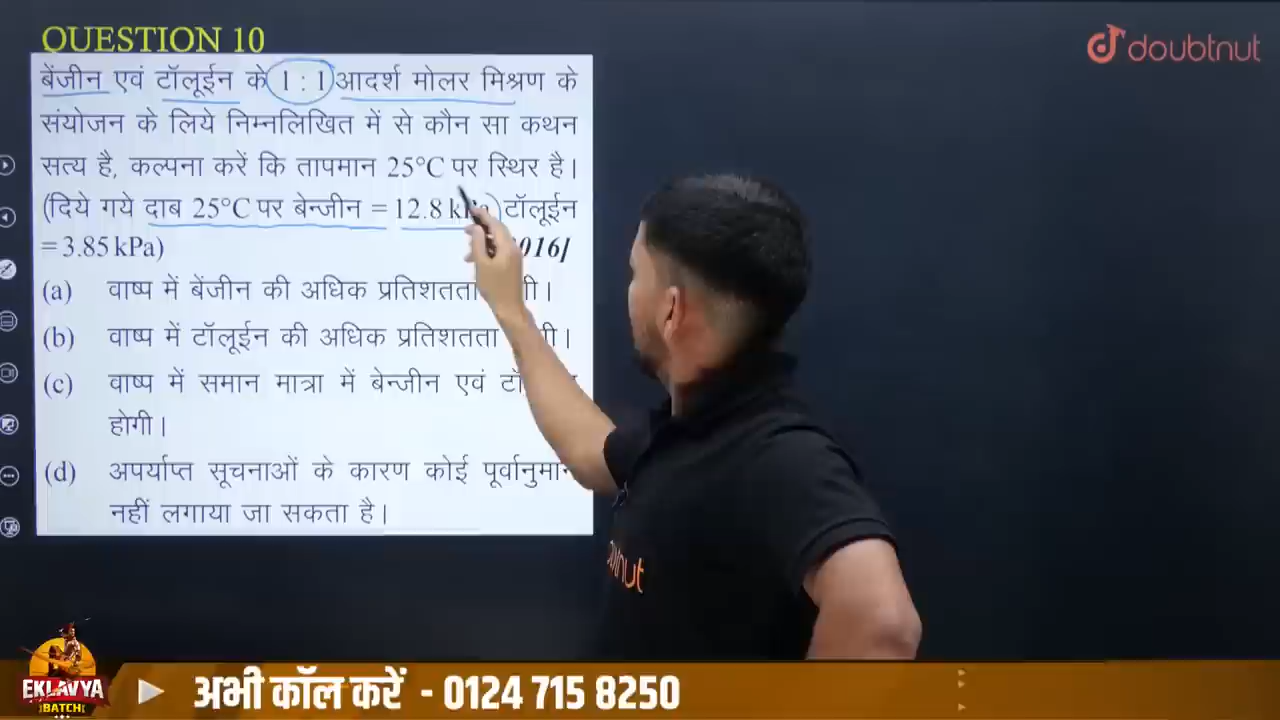 QUESTION 10
doubtnut
बेंजीन एवं टॉलूईन के 1 : 1 आदर्श मोलर मिश्रण के
संयोजन के लिये निम्नलिखित में से कौन सा कथन
सत्य है, कल्पना करें कि तापमान 25°C पर स्थिर है।
(दिये गये दाब 25°C पर बेन्जीन = 12.8 kPa टॉलूईन
= 3.85 kPa) 016]
(a) वाष्प में बेंजीन की अधिक प्रतिशतता
(b) वाष्प में टॉलूईन की अधिक प्रतिशतता
(c) वाष्प में समान मात्रा में बेन्जीन एवं
होगी।
(d) अपर्याप्त सूचनाओं के कारण कोई पूर्वानुमान
नहीं लगाया जा सकता है।
EKLAVYA
BATCH
अभी कॉल करें - 0124 715 8250